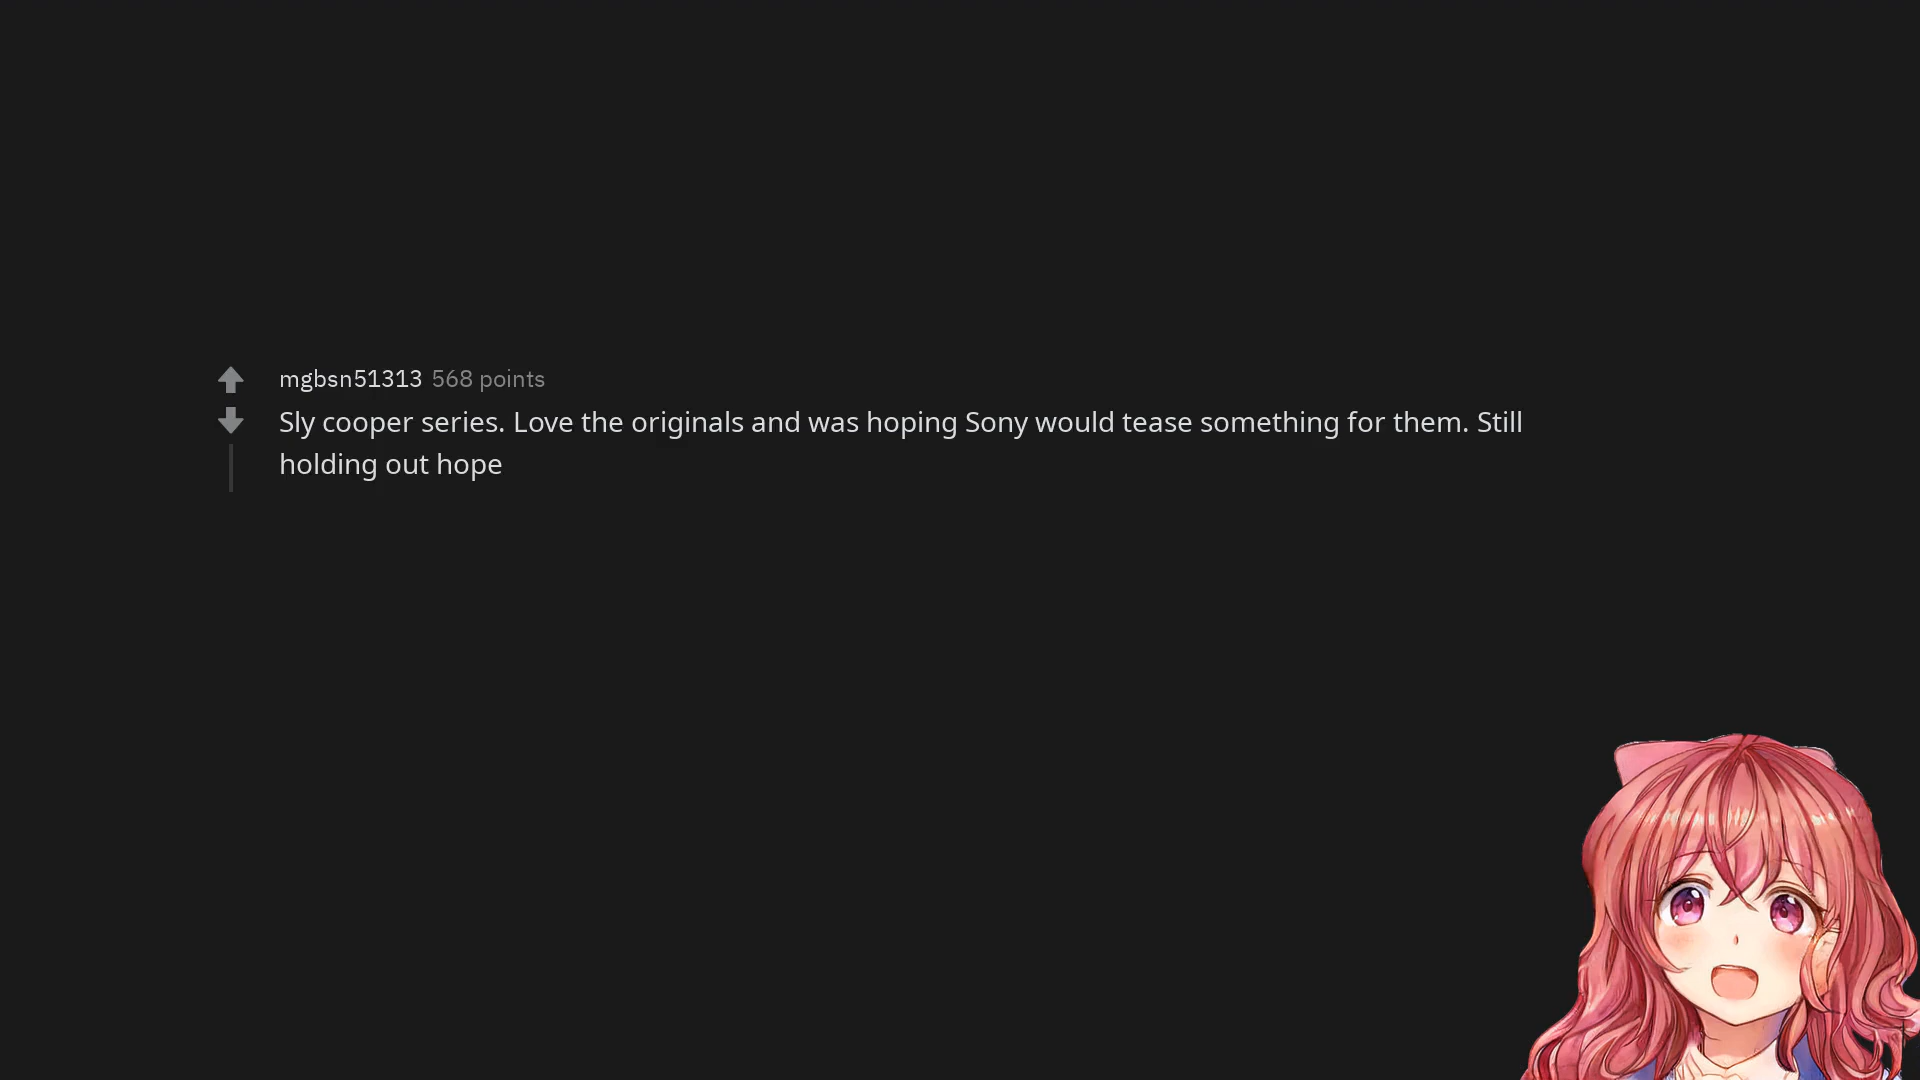 mgbsn51313 568 points
Sly cooper series. Love the originals and was hoping Sony would tease something for them. Still
holding out hope